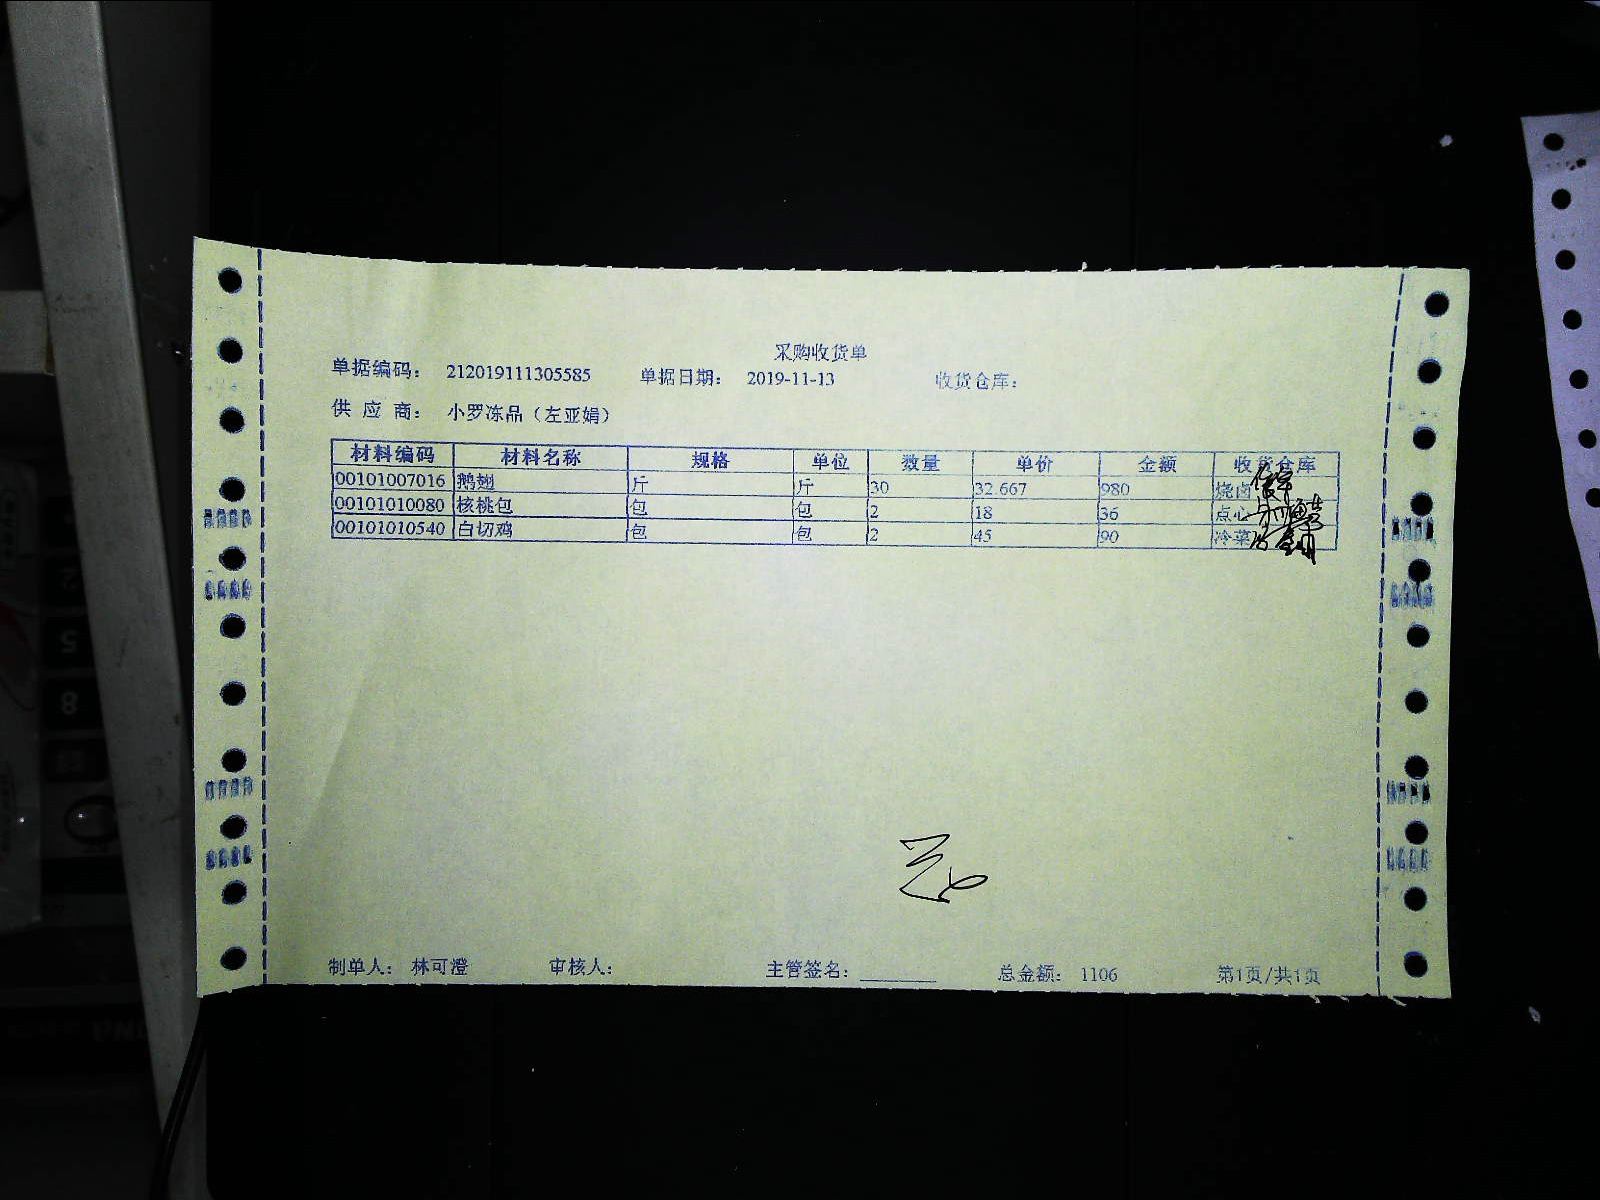 采购收货单
单据编码： 212019111305585 单据日期： 2019-11-13 收货仓库：
供 应 商： 小罗冻品（左亚娟）
材料编码 材料名称 规格 单位 数量 单价 金额 收货仓库
00101007016 鹅翅 斤 斤 30 32.667 980 烧卤
00101010080 核桃包 包 包 2 18 36 点心
00101010540 白切鸡 包 包 2 45 90 冷菜
制单人： 林可澄 审核人： 主管签名： 总金额： 1106 第1页/共1页